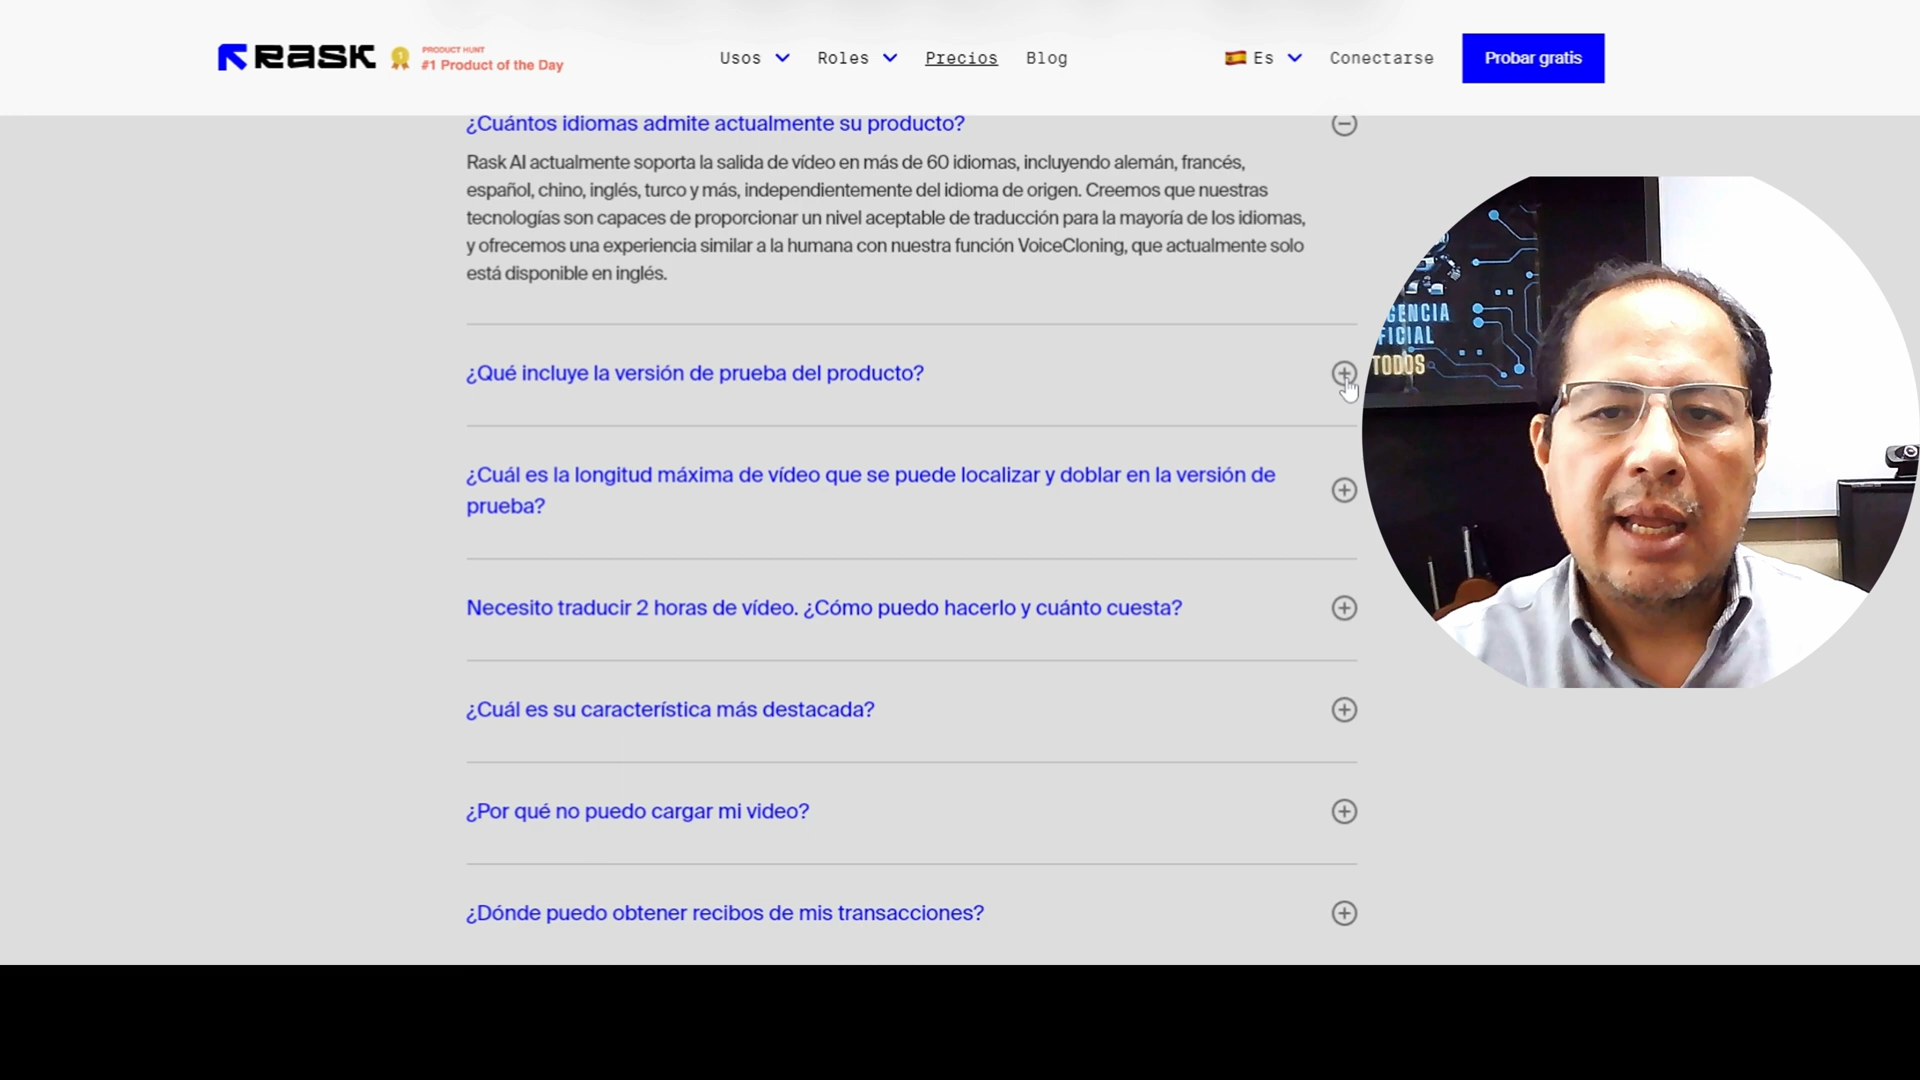 Rask
PRODUCT HUNT
#1 Product of the Day
Usos
Roles
Precios
Blog
Es
Conectarse
Probar gratis
¿Cuántos idiomas admite actualmente su producto?
Rask AI actualmente soporta la salida de vídeo en más de 60 idiomas, incluyendo alemán, francés,
español, chino, inglés, turco y más, independientemente del idioma de origen. Creemos que nuestras
tecnologías son capaces de proporcionar un nivel aceptable de traducción para la mayoría de los idiomas,
y ofrecemos una experiencia similar a la humana con nuestra función VoiceCloning, que actualmente solo
está disponible en inglés.
¿Qué incluye la versión de prueba del producto?
¿Cuál es la longitud máxima de vídeo que se puede localizar y doblar en la versión de
prueba?
Necesito traducir 2 horas de vídeo. ¿Cómo puedo hacerlo y cuánto cuesta?
¿Cuál es su característica más destacada?
¿Por qué no puedo cargar mi video?
¿Dónde puedo obtener recibos de mis transacciones?
GENCIA
FICIAL
TODOS